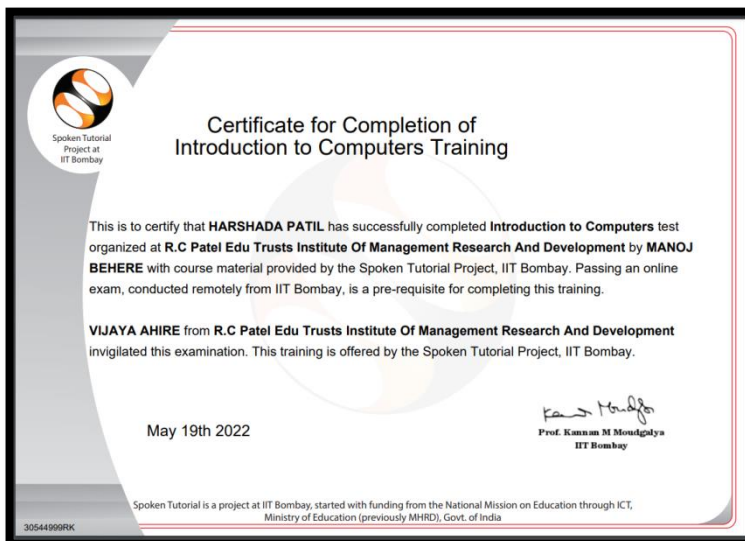 Spoken Tutorial
Project at
IIT Bombay
Certificate for Completion of
Introduction to Computers Training
This is to certify that HARSHADA PATIL has successfully completed Introduction to Computers test
organized at R.C Patel Edu Trusts Institute Of Management Research And Development by MANOJ
BEHERE with course material provided by the Spoken Tutorial Project, IIT Bombay. Passing an online
exam, conducted remotely from IIT Bombay, is a pre-requisite for completing this training.
VIJAYA AHIRE from R.C Patel Edu Trusts Institute Of Management Research And Development
invigilated this examination. This training is offered by the Spoken Tutorial Project, IIT Bombay.
May 19th 2022
Prof. Kannan M Moudgalya
IIT Bombay
Spoken Tutorial is a project at IIT Bombay, started with funding from the National Mission on Education through ICT,
Ministry of Education (previously MHRD), Govt. of India
30544999RK